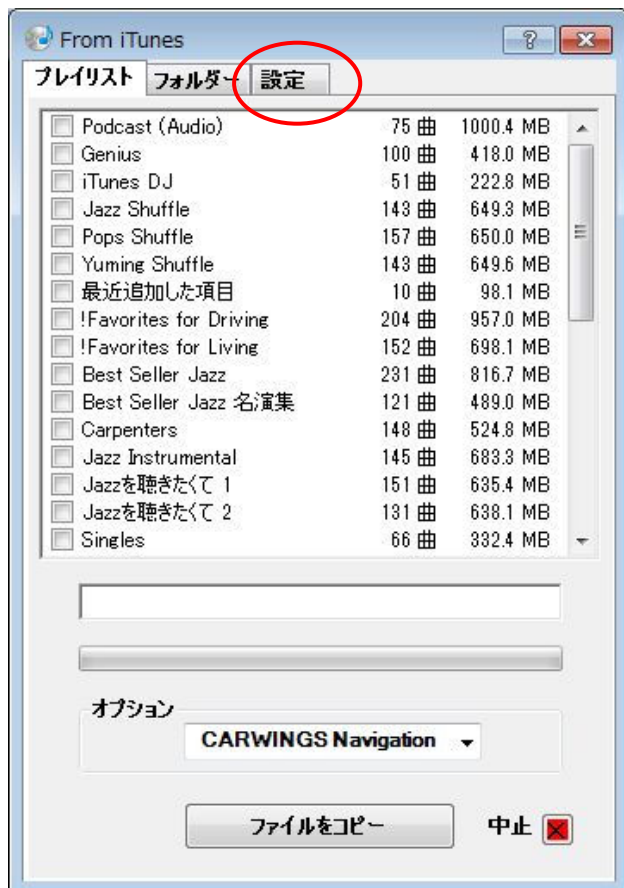 From iTunes
プレイリスト フォルダー 設定
Podcast (Audio) 75 曲 1000.4 MB
Genius 100 曲 418.0 MB
iTunes DJ 51 曲 222.8 MB
Jazz Shuffle 143 曲 649.3 MB
Pops Shuffle 157 曲 650.0 MB
Yuming Shuffle 143 曲 649.6 MB
最近追加した項目 10 曲 98.1 MB
!Favorites for Driving 204 曲 957.0 MB
!Favorites for Living 152 曲 698.1 MB
Best Seller Jazz 231 曲 816.7 MB
Best Seller Jazz 名演集 121 曲 489.0 MB
Carpenters 148 曲 524.8 MB
Jazz Instrumental 145 曲 683.3 MB
Jazzを聴きたくて 1 151 曲 635.4 MB
Jazzを聴きたくて 2 131 曲 638.1 MB
Singles 66 曲 332.4 MB
オプション
CARWINGS Navigation
ファイルをコピー 中止